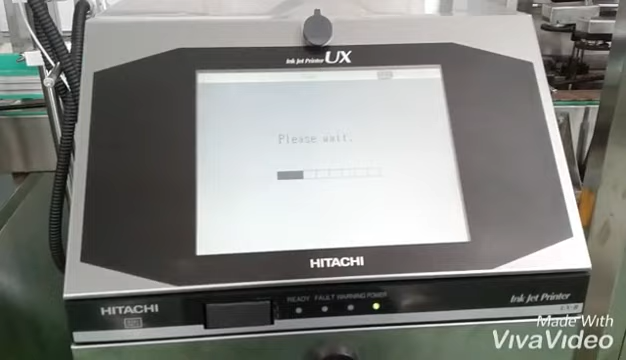 Ink Jet Printer UX
Please wait.
HITACHI
HITACHI
READY FAULT WARNING POWER
Ink Jet Printer
Made With
VivaVideo